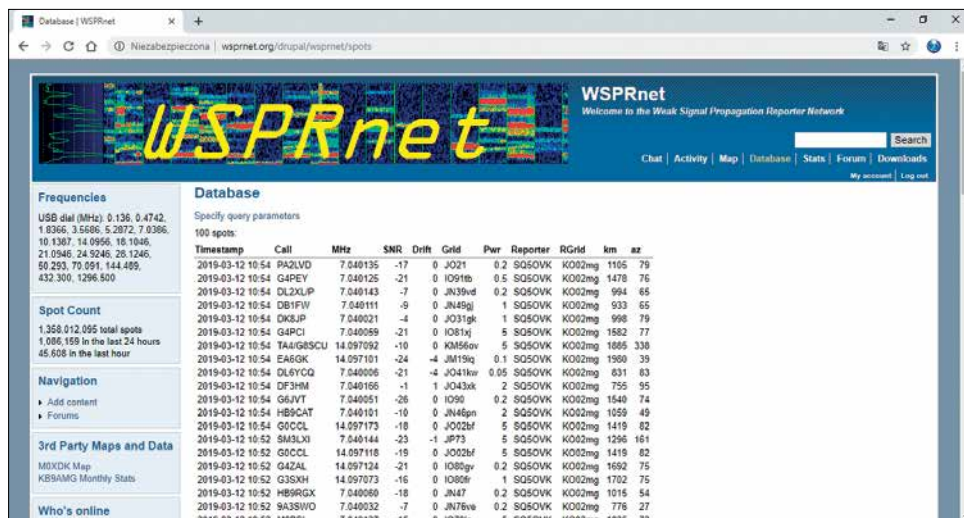 Database | WSPRnet
Niezabezpieczona | wsprnet.org/drupal/wsprnet/spots
WSPRnet
WSPRnet
Welcome to the Weak Signal Propagation Reporter Network
Search
Chat | Activity | Map | Database | Stats | Forum | Downloads
My account | Log out
Frequencies
USB dial (MHz): 0.136, 0.4742,
1.8366, 3.5686, 5.2872, 7.0386,
10.1387, 14.0956, 18.1046,
21.0946, 24.9246, 28.1246,
50.293, 70.091, 144.489,
432.300, 1296.500
Spot Count
1,358,012,095 total spots
1,086,159 in the last 24 hours
45,608 in the last hour
Navigation
Add content
Forums
3rd Party Maps and Data
M0XDK Map
KB9AMG Monthly Stats
Who's online
Database
Specify query parameters
100 spots:
Timestamp Call MHz SNR Drift Grid Pwr Reporter RGrid km az
2019-03-12 10:54 PA2LVD 7.040135 -17 0 JO21 0.2 SQ5OVK KO02mg 1105 79
2019-03-12 10:54 G4PEY 7.040125 -21 0 IO91tb 0.5 SQ5OVK KO02mg 1478 76
2019-03-12 10:54 DL2XL/P 7.040143 -7 0 JN39vd 0.2 SQ5OVK KO02mg 994 65
2019-03-12 10:54 DB1FW 7.040111 -9 0 JN49gj 1 SQ5OVK KO02mg 933 65
2019-03-12 10:54 DK8JP 7.040021 -4 0 JO31gk 1 SQ5OVK KO02mg 998 79
2019-03-12 10:54 G4PCI 7.040059 -21 0 IO81xj 5 SQ5OVK KO02mg 1582 77
2019-03-12 10:54 TA4/G8SCU 14.097092 -10 0 KM56ov 5 SQ5OVK KO02mg 1885 338
2019-03-12 10:54 EA6GK 14.097101 -24 -4 JM19iq 0.1 SQ5OVK KO02mg 1980 39
2019-03-12 10:54 DL6YCQ 7.040006 -21 -4 JO41kw 0.05 SQ5OVK KO02mg 831 83
2019-03-12 10:54 DF3HM 7.040166 -1 1 JO43xk 2 SQ5OVK KO02mg 755 95
2019-03-12 10:54 G6JVT 7.040051 -26 0 IO90 0.2 SQ5OVK KO02mg 1540 74
2019-03-12 10:54 HB9CAT 7.040101 -10 0 JN46pn 2 SQ5OVK KO02mg 1059 49
2019-03-12 10:54 G0CCL 14.097173 -18 0 JO02bf 5 SQ5OVK KO02mg 1419 82
2019-03-12 10:52 SM3LXI 7.040144 -23 -1 JP73 5 SQ5OVK KO02mg 1296 161
2019-03-12 10:52 G0CCL 14.097118 -19 0 JO02bf 5 SQ5OVK KO02mg 1419 82
2019-03-12 10:52 G4ZAL 14.097124 -21 0 IO80gv 0.2 SQ5OVK KO02mg 1692 75
2019-03-12 10:52 G3SXH 14.097073 -16 0 IO80fr 1 SQ5OVK KO02mg 1702 75
2019-03-12 10:52 HB9RGX 7.040060 -18 0 JN47 0.2 SQ5OVK KO02mg 1015 54
2019-03-12 10:52 9A3SWO 7.040032 -7 0 JN76ve 0.2 SQ5OVK KO02mg 776 27